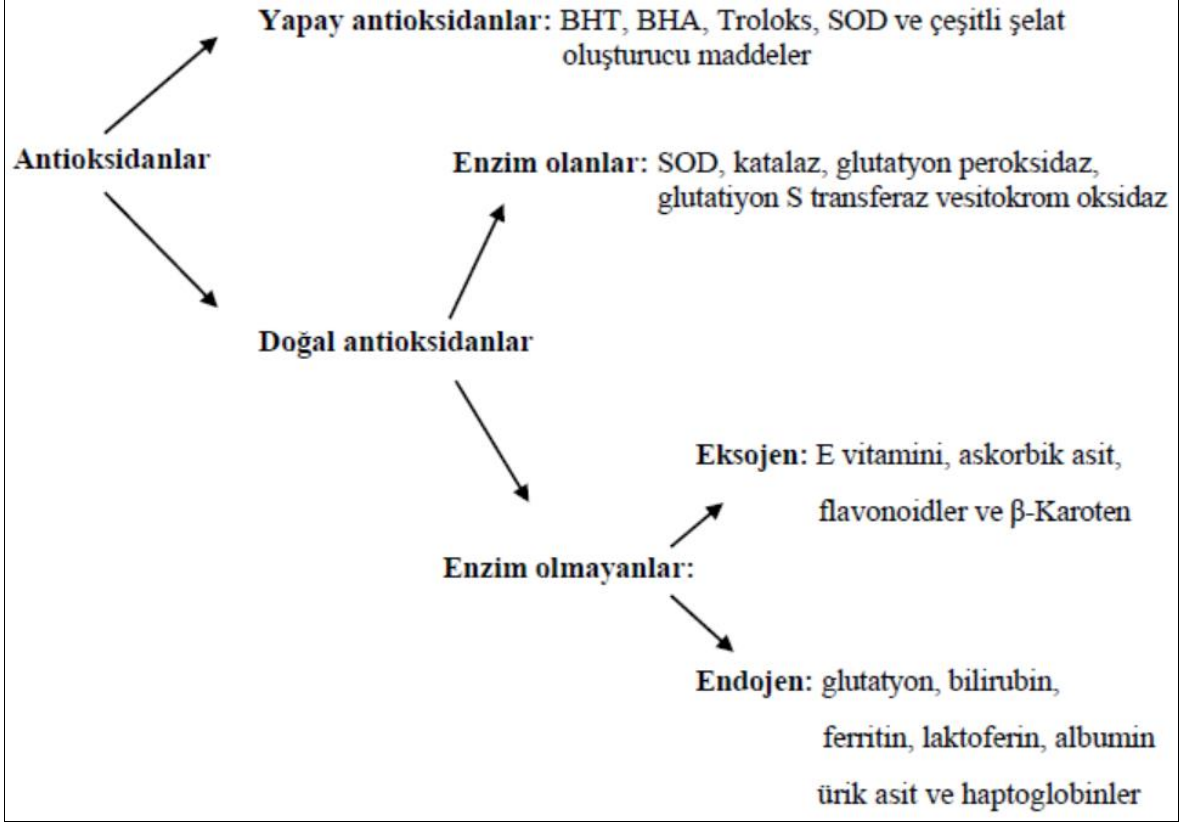 Yapay antioksidanlar: BHT, BHA, Troloks, SOD ve çeşitli şelat
oluşturucu maddeler
Antioksidanlar
Enzim olanlar: SOD, katalaz, glutatyon peroksidaz,
glutatiyon S transferaz vesitokrom oksidaz
Doğal antioksidanlar
Eksojen: E vitamini, askorbik asit,
flavonoidler ve β-Karoten
Enzim olmayanlar:
Endojen: glutatyon, bilirubin,
ferritin, laktoferin, albumin
ürik asit ve haptoglobinler